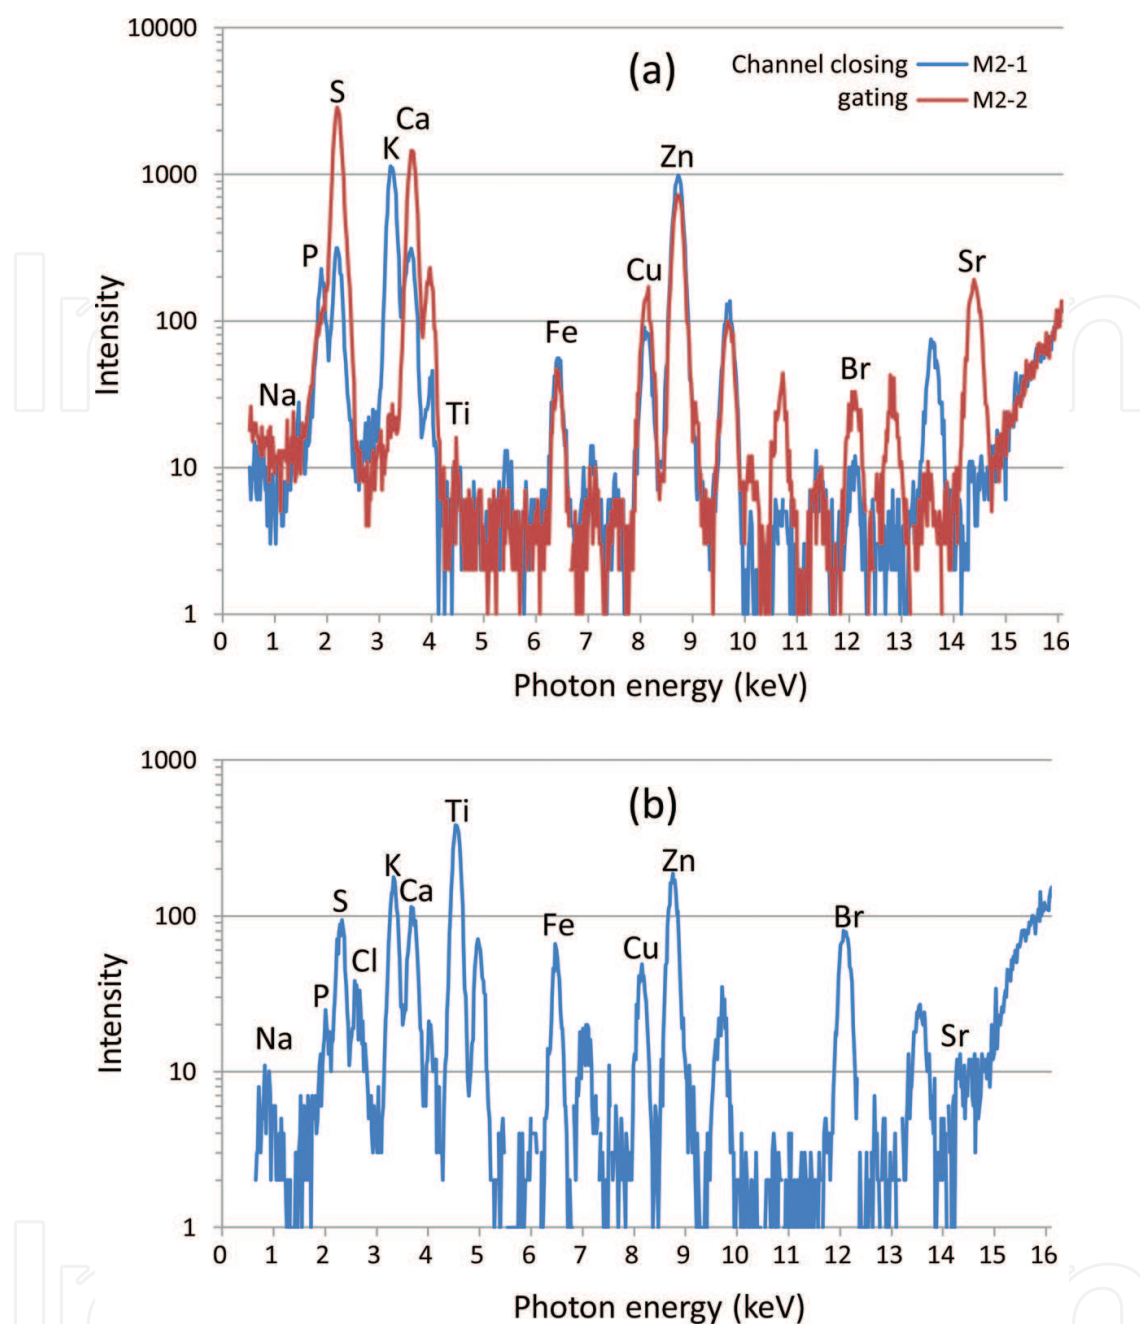 10000
(a)
Channel closing M2-1
gating M2-2
S
Ca
K
1000
Zn
P
Cu
Sr
Intensity
100
Fe
Br
Na
Ti
10
1
0 1 2 3 4 5 6 7 8 9 10 11 12 13 14 15 16
Photon energy (keV)
1000
(b)
Ti
K
Zn
Ca
S
100
Br
Fe
Cu
Cl
P
Intensity
Na
Sr
10
1
0 1 2 3 4 5 6 7 8 9 10 11 12 13 14 15 16
Photon energy (keV)